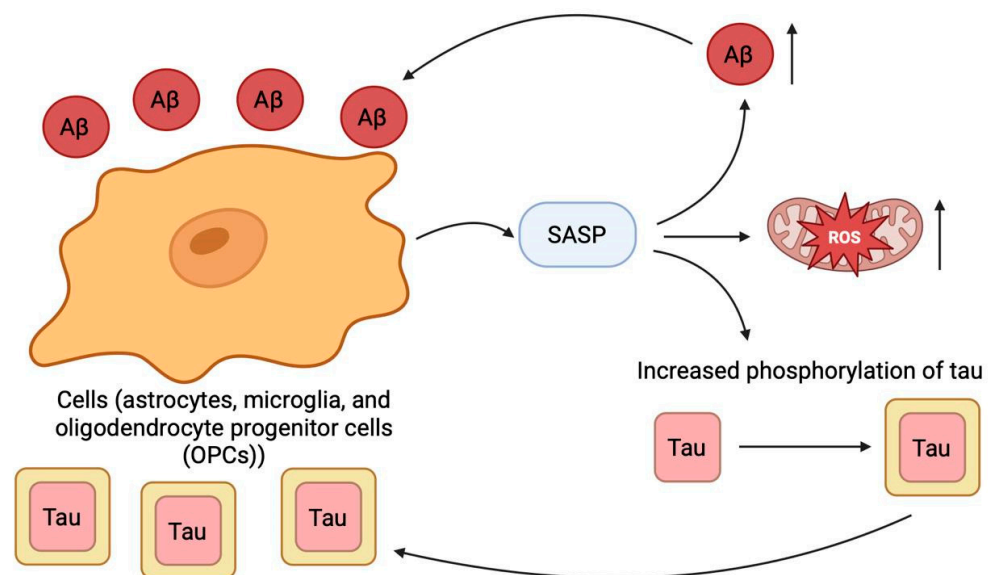 Aβ
Aβ
Aβ
Aβ
Aβ
SASP
ROS
Increased phosphorylation of tau
Cells (astrocytes, microglia, and
oligodendrocyte progenitor cells
(OPCs))
Tau
Tau
Tau
Tau
Tau